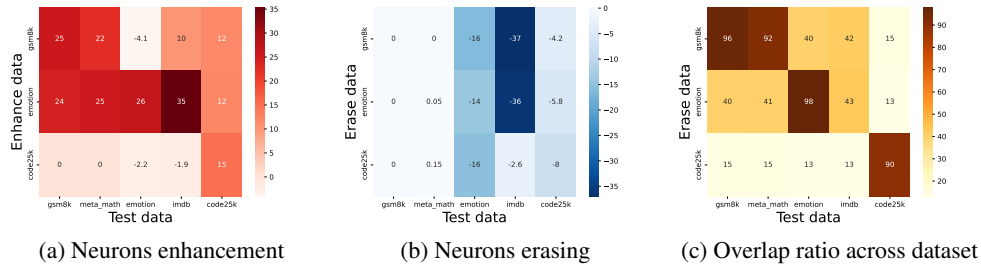 Enhance data
gsm8k
emotion
code25k
25 22 -4.1 10 12
24 25 26 35 12
0 0 -2.2 -1.9 15
gsm8k meta_math emotion imdb code25k
Test data
35
30
25
20
15
10
5
0
(a) Neurons enhancement
Erase data
gsm8k
emotion
code25k
0 0 -16 -37 -4.2
0 0.05 -14 -36 -5.8
0 0.15 -16 -2.6 -8
gsm8k meta_math emotion imdb code25k
Test data
0
−5
−10
−15
−20
−25
−30
−35
(b) Neurons erasing
Erase data
gsm8k
emotion
code25k
96 92 40 42 15
40 41 98 43 13
15 15 13 13 90
gsm8k meta_math emotion imdb code25k
Test data
90
80
70
60
50
40
30
20
(c) Overlap ratio across dataset